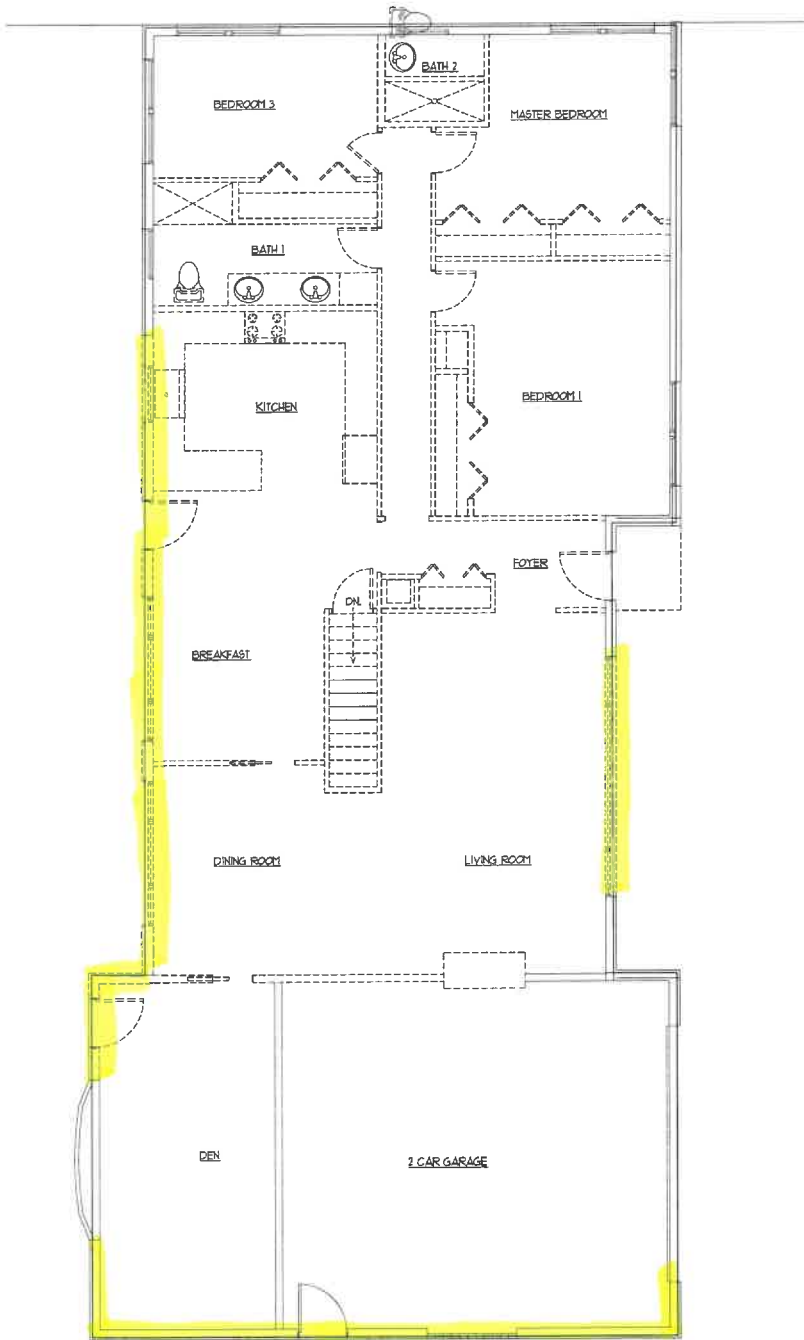 BATH 2
BEDROOM 3
MASTER BEDROOM
BATH 1
BEDROOM 1
KITCHEN
FOYER
DN.
BREAKFAST
DINING ROOM
LIVING ROOM
DEN
2 CAR GARAGE